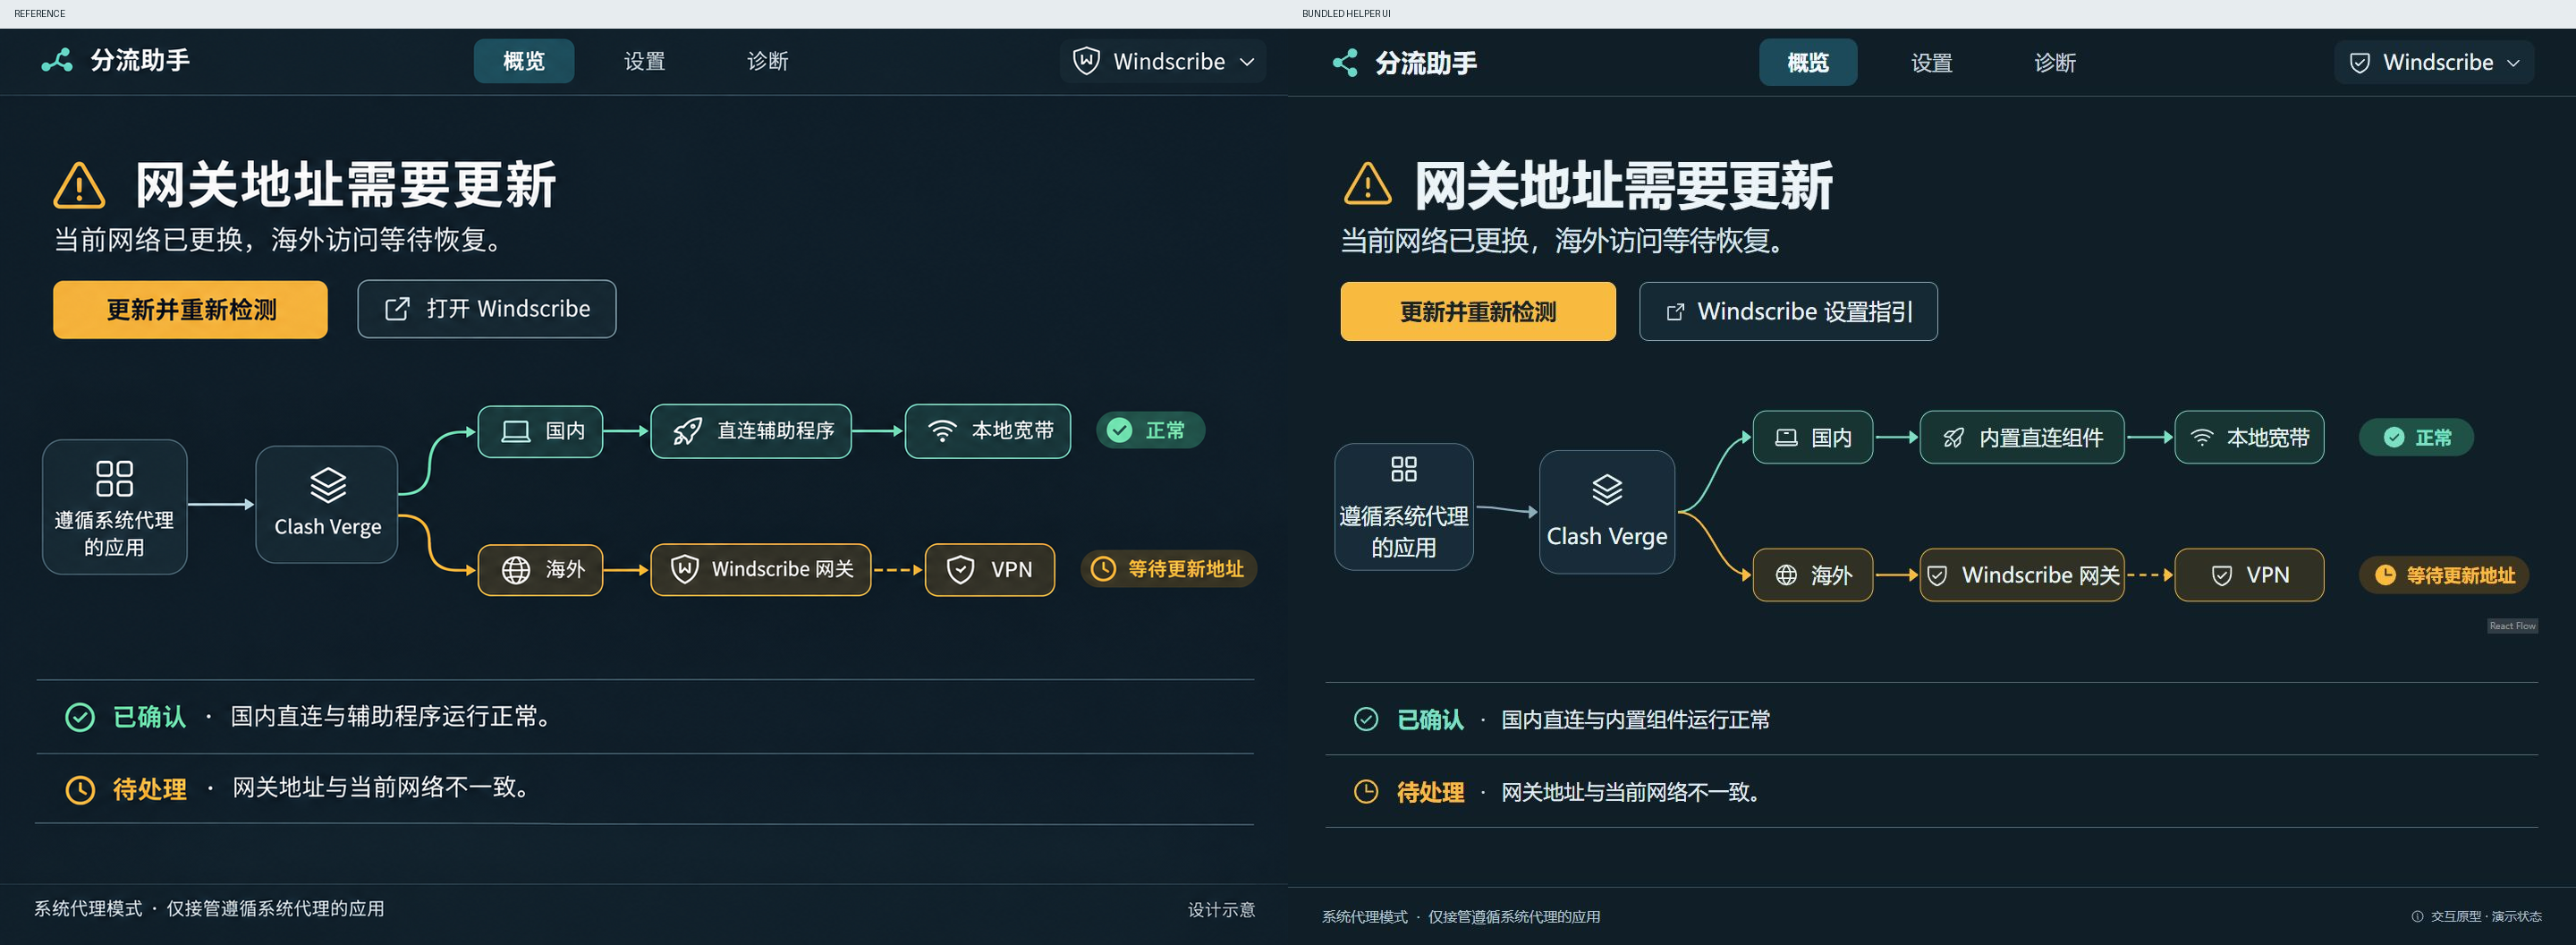 REFERENCE
分流助手
概览
设置
诊断
Windscribe
网关地址需要更新
当前网络已更换，海外访问等待恢复。
更新并重新检测
打开 Windscribe
遵循系统代理
的应用
Clash Verge
国内
直连辅助程序
本地宽带
正常
海外
Windscribe 网关
VPN
等待更新地址
已确认 · 国内直连与辅助程序运行正常。
待处理 · 网关地址与当前网络不一致。
系统代理模式 · 仅接管遵循系统代理的应用
设计示意
BUNDLED HELPER UI
分流助手
概览
设置
诊断
Windscribe
网关地址需要更新
当前网络已更换，海外访问等待恢复。
更新并重新检测
Windscribe 设置指引
遵循系统代理
的应用
Clash Verge
国内
内置直连组件
本地宽带
正常
海外
Windscribe 网关
VPN
等待更新地址
React Flow
已确认 · 国内直连与内置组件运行正常
待处理 · 网关地址与当前网络不一致。
系统代理模式 · 仅接管遵循系统代理的应用
交互原型 · 演示状态